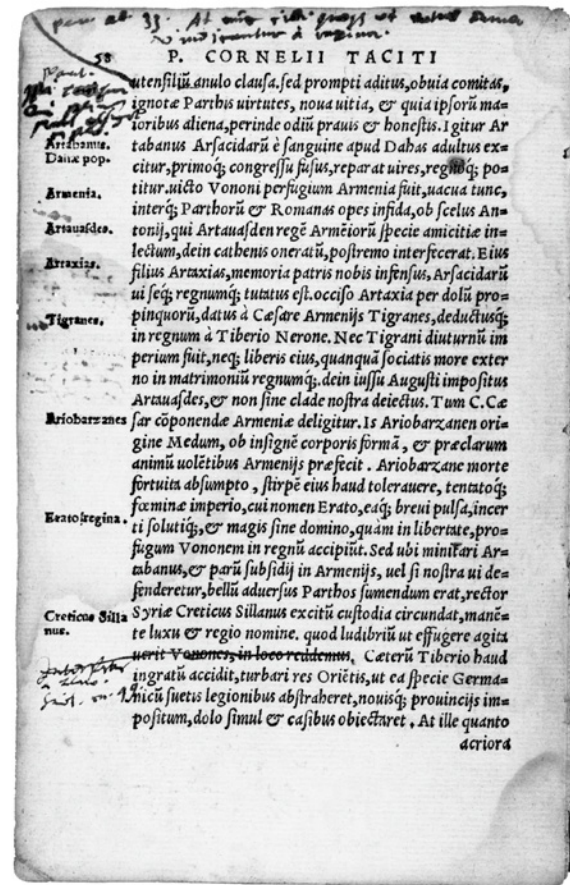 58 P. CORNELII TACITI
utensiliũ anulo clausa. sed prompti aditus, obuia comitas,
ignotæ Parthis uirtutes, noua uitia, & quia ipsorũ ma=
ioribus aliena, perinde odiũ prauis & honestis. Igitur Ar
Artabanus.
tabanus Arsacidarũ è sanguine apud Dahas adultus ex=
Dahæ pop.
citur, primoq; congressu fusus, reparat uires, regnoq; po=
titur. uicto Vononi perfugium Armenia fuit, uacua tunc,
Armenia.
interq; Parthorũ & Romanas opes infida, ob scelus An=
tonij, qui Artauasden regẽ Armẽiorũ specie amicitiæ in=
Artauasdes.
lectum, dein cathenis oneratũ, postremo interfecerat. Eius
filius Artaxias, memoria patris nobis infensus, Arsacidarũ
Artaxias.
ui seq; regnumq; tutatus est. occiso Artaxia per dolũ pro=
pinquorũ, datus à Cæsare Armenijs Tigranes, deductusq;
Tigranes.
in regnum à Tiberio Nerone. Nec Tigrani diuturnũ im
perium fuit, neq; liberis eius, quanquã sociatis more exter
no in matrimoniũ regnumq;. dein iussu Augusti impositus
Artauasdes, & non sine clade nostra deiectus. Tum C. Cæ
Ariobarzanes
sar cõponendæ Armeniæ deligitur. Is Ariobarzanen ori=
gine Medum, ob insignẽ corporis formã, & præclarum
animũ uolẽtibus Armenijs præfecit. Ariobarzane morte
fortuita absumpto, stirpẽ eius haud tolerauere, tentatoq;
fœminæ imperio, cui nomen Erato, eaq; breui pulsa, incer
Erato regina.
ti solutiq;, & magis sine domino, quàm in libertate, pro=
fugum Vononem in regnũ accipiũt. Sed ubi minitari Ar=
tabanus, & parũ subsidij in Armenijs, uel si nostra ui de=
fenderetur, bellũ aduersus Parthos sumendum erat, rector
Creticus Silla
nus.
Syriæ Creticus Sillanus excitũ custodia circundat, manẽ=
te luxu & regio nomine. quod ludibriũ ut effugere agita
uerit Vonones, in loco reddemus. Cæterũ Tiberio haud
ingratũ accidit, turbari res Oriẽtis, ut ea specie Germa=
nicũ suetis legionibus abstraheret, nouisq; prouincijs im=
positum, dolo simul & casibus obiectaret. At ille quanto
acriora